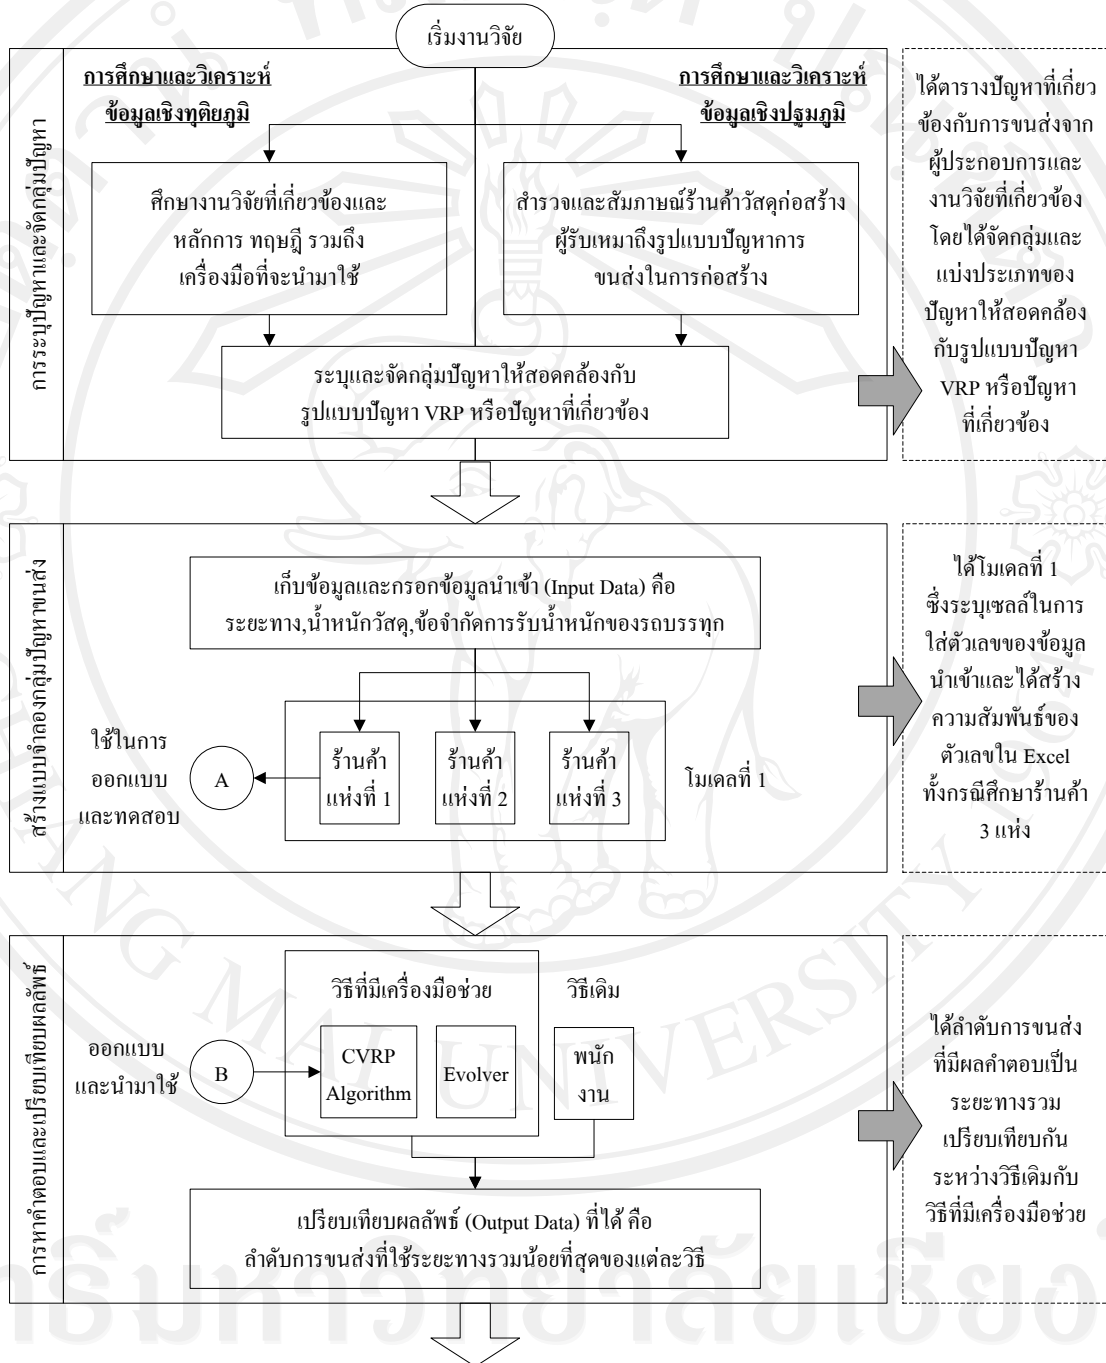 เริ่มงานวิจัย
การระบุปัญหาและจัดกลุ่มปัญหา
การศึกษาและวิเคราะห์
ข้อมูลเชิงทุติยภูมิ
การศึกษาและวิเคราะห์
ข้อมูลเชิงปฐมภูมิ
ศึกษางานวิจัยที่เกี่ยวข้องและ
หลักการ ทฤษฎี รวมถึง
เครื่องมือที่จะนำมาใช้
สำรวจและสัมภาษณ์ร้านค้าวัสดุก่อสร้าง
ผู้รับเหมาถึงรูปแบบปัญหาการ
ขนส่งในการก่อสร้าง
ระบุและจัดกลุ่มปัญหาให้สอดคล้องกับ
รูปแบบปัญหา VRP หรือปัญหาที่เกี่ยวข้อง
ได้ตารางปัญหาที่เกี่ยว
ข้องกับการขนส่งจาก
ผู้ประกอบการและ
งานวิจัยที่เกี่ยวข้อง
โดยได้จัดกลุ่มและ
แบ่งประเภทของ
ปัญหาให้สอดคล้อง
กับรูปแบบปัญหา
VRP หรือปัญหา
ที่เกี่ยวข้อง
สร้างแบบจำลองกลุ่มปัญหาขนส่ง
เก็บข้อมูลและกรอกข้อมูลนำเข้า (Input Data) คือ
ระยะทาง,น้ำหนักวัสดุ,ข้อจำกัดการรับน้ำหนักของรถบรรทุก
ใช้ในการ
ออกแบบ
และทดสอบ
A
ร้านค้า
แห่งที่ 1
ร้านค้า
แห่งที่ 2
ร้านค้า
แห่งที่ 3
โมเดลที่ 1
ได้โมเดลที่ 1
ซึ่งระบุเซลล์ในการ
ใส่ตัวเลขของข้อมูล
นำเข้าและได้สร้าง
ความสัมพันธ์ของ
ตัวเลขใน Excel
ทั้งกรณีศึกษาร้านค้า
3 แห่ง
การหาคำตอบและเปรียบเทียบผลลัพธ์
วิธีที่มีเครื่องมือช่วย
วิธีเดิม
ออกแบบ
และนำมาใช้
B
CVRP
Algorithm
Evolver
พนัก
งาน
เปรียบเทียบผลลัพธ์ (Output Data) ที่ได้ คือ
ลำดับการขนส่งที่ใช้ระยะทางรวมน้อยที่สุดของแต่ละวิธี
ได้ลำดับการขนส่ง
ที่มีผลคำตอบเป็น
ระยะทางรวม
เปรียบเทียบกัน
ระหว่างวิธีเดิมกับ
วิธีที่มีเครื่องมือช่วย
CHIANG MAI UNIVERSITY 1964